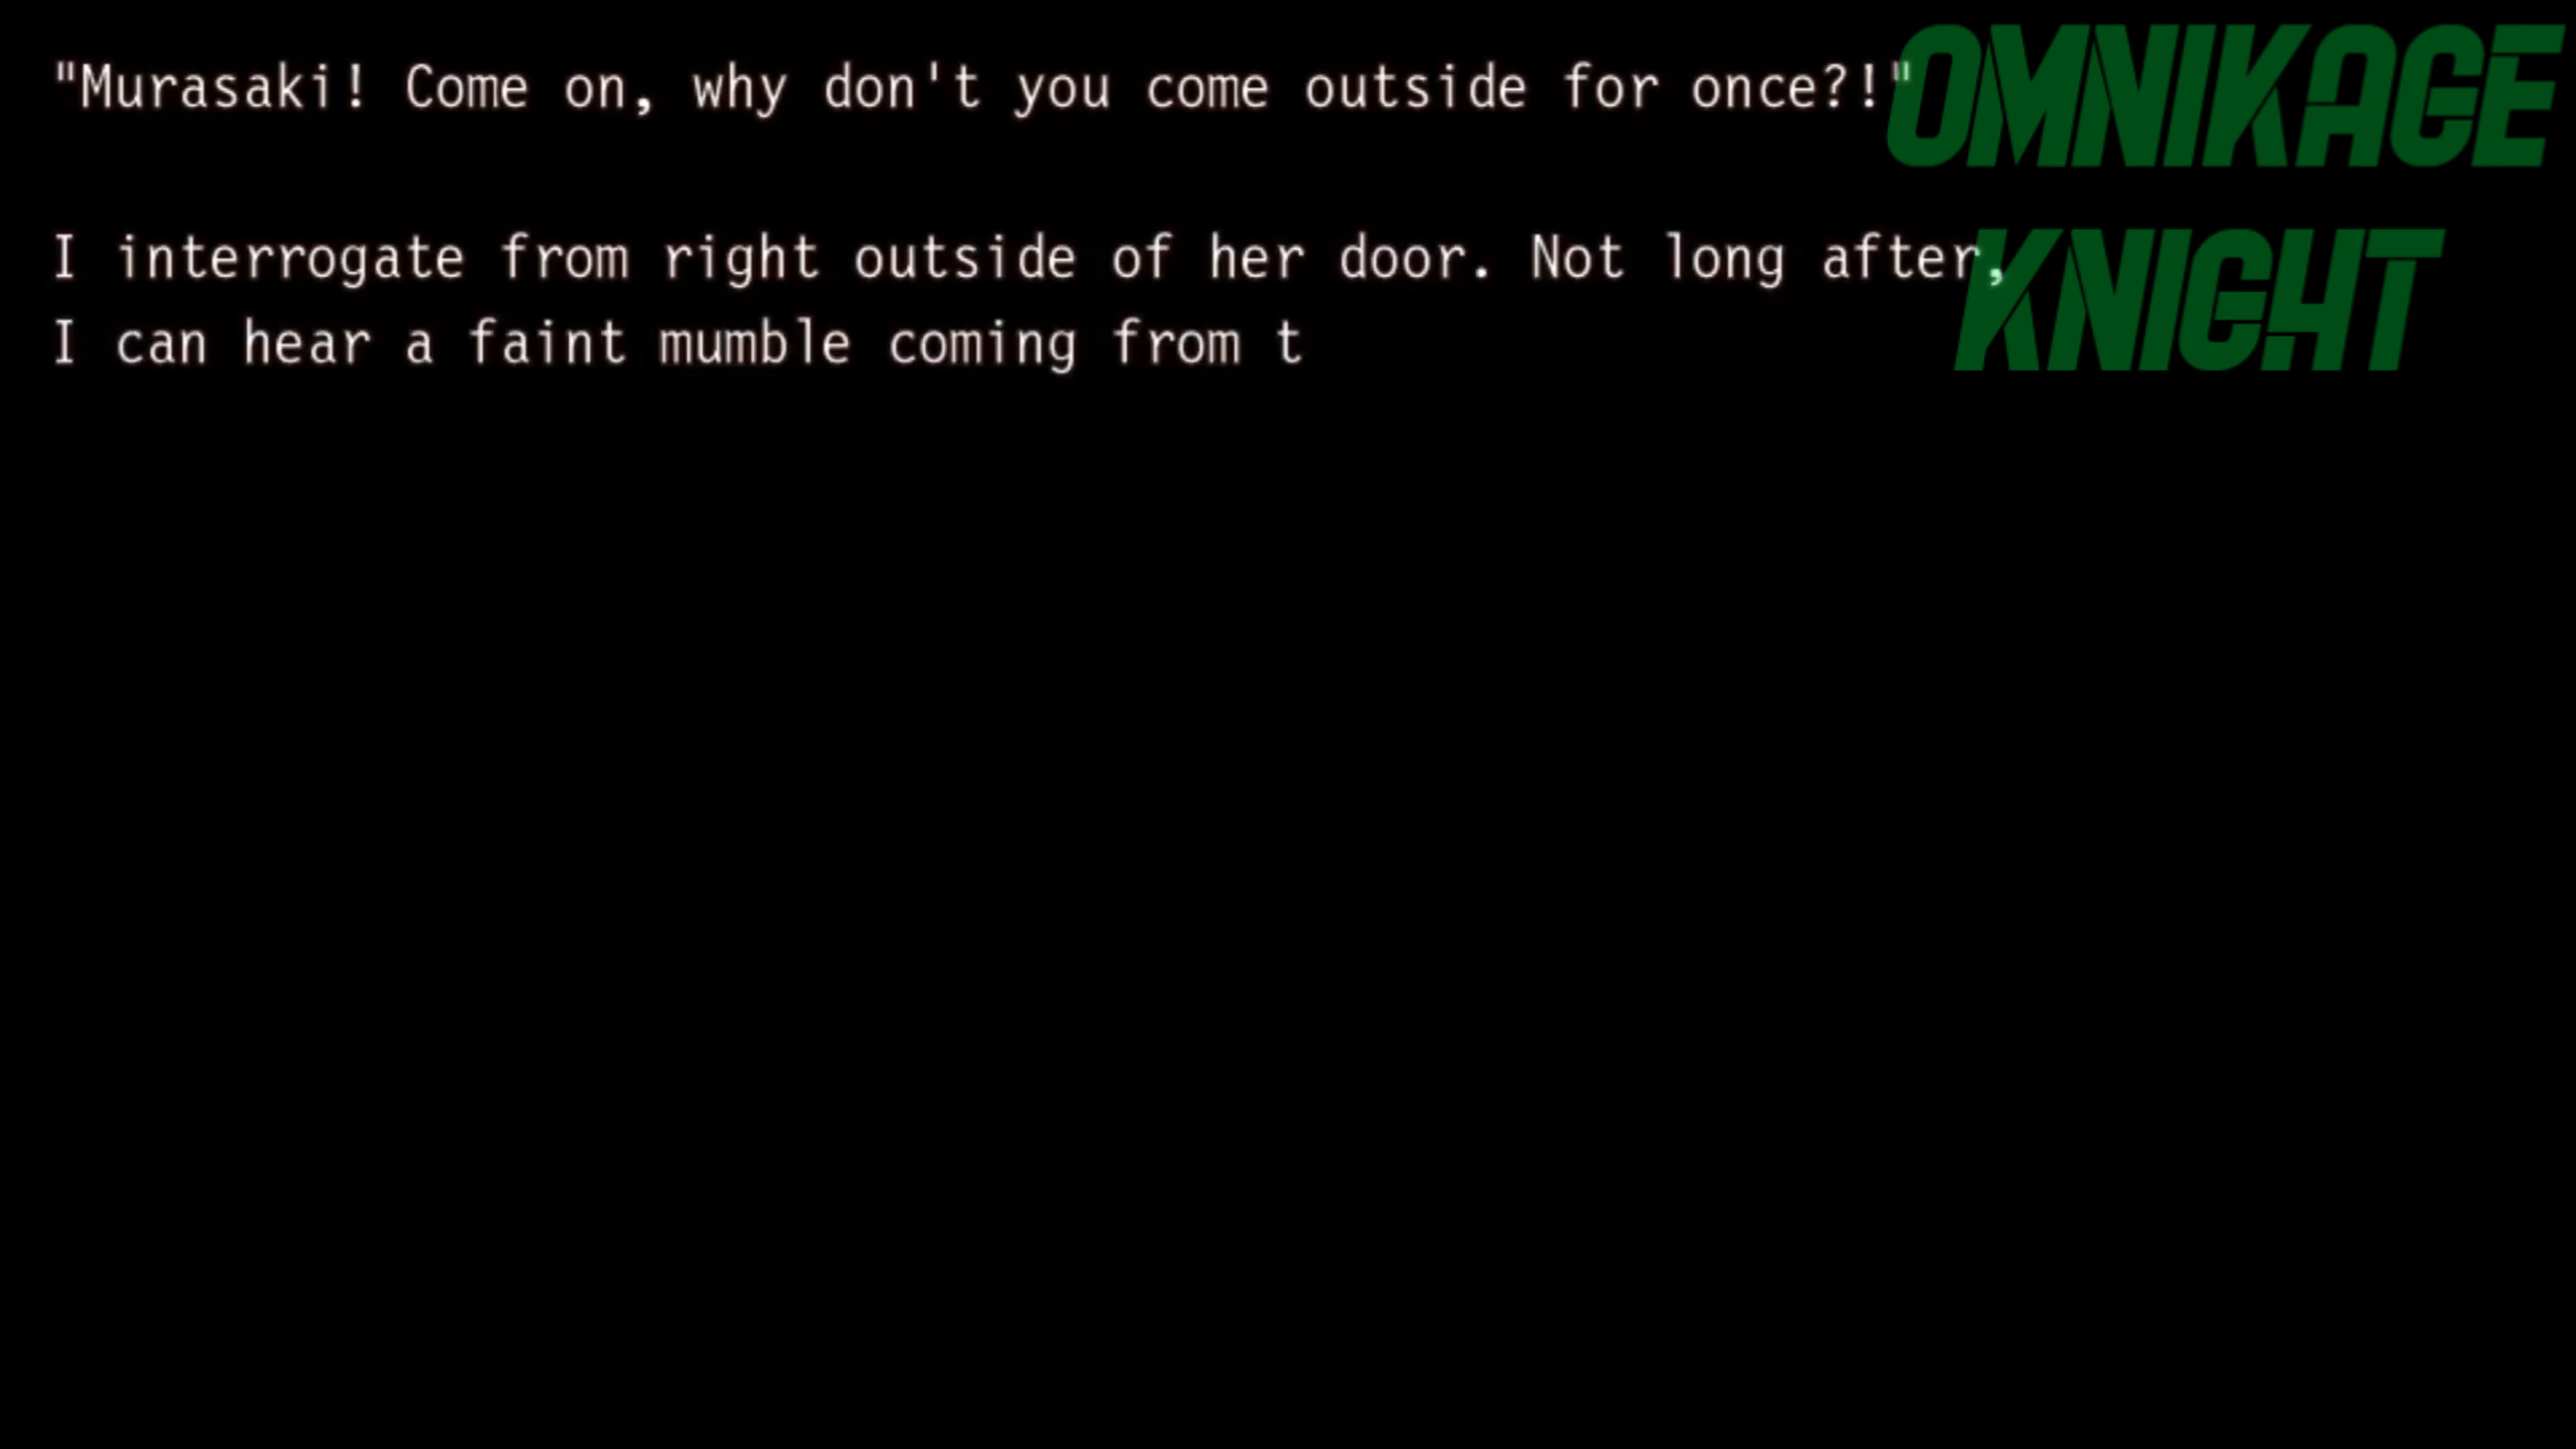 "Murasaki! Come on, why don't you come outside for once?!"
OMNIKAGE
I interrogate from right outside of her door. Not long after,
KNIGHT
I can hear a faint mumble coming from t